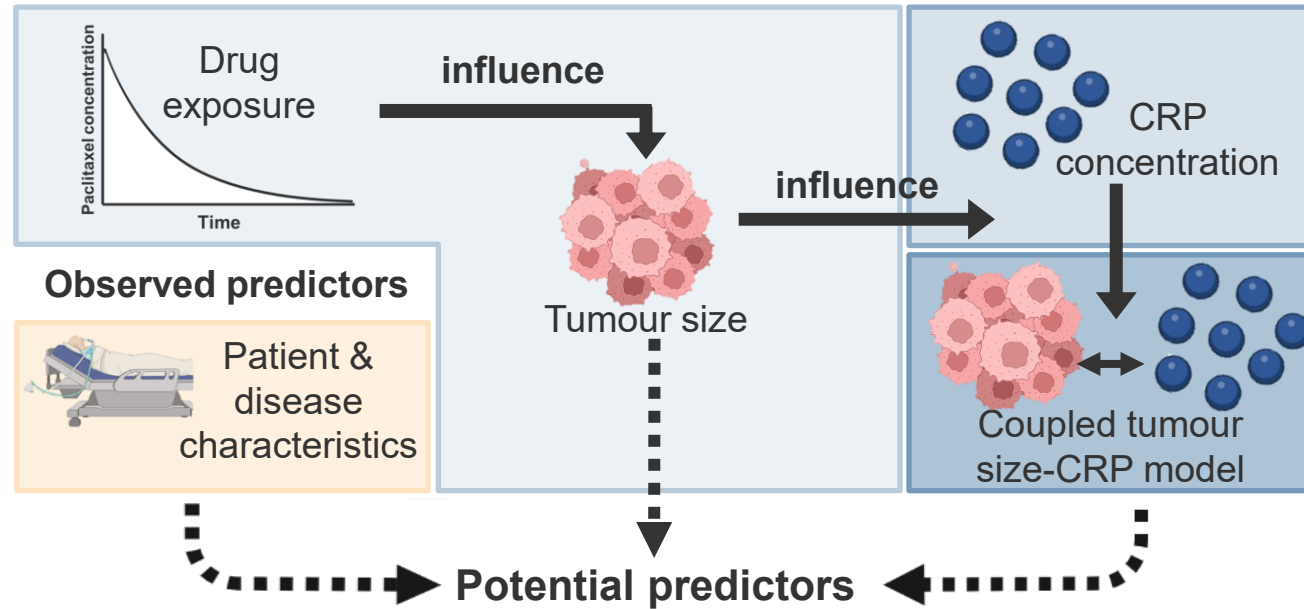 Paclitaxel concentration
Time
Drug
exposure
influence
Tumour size
influence
CRP
concentration
Coupled tumour
size-CRP model
Observed predictors
Patient &
disease
characteristics
Potential predictors